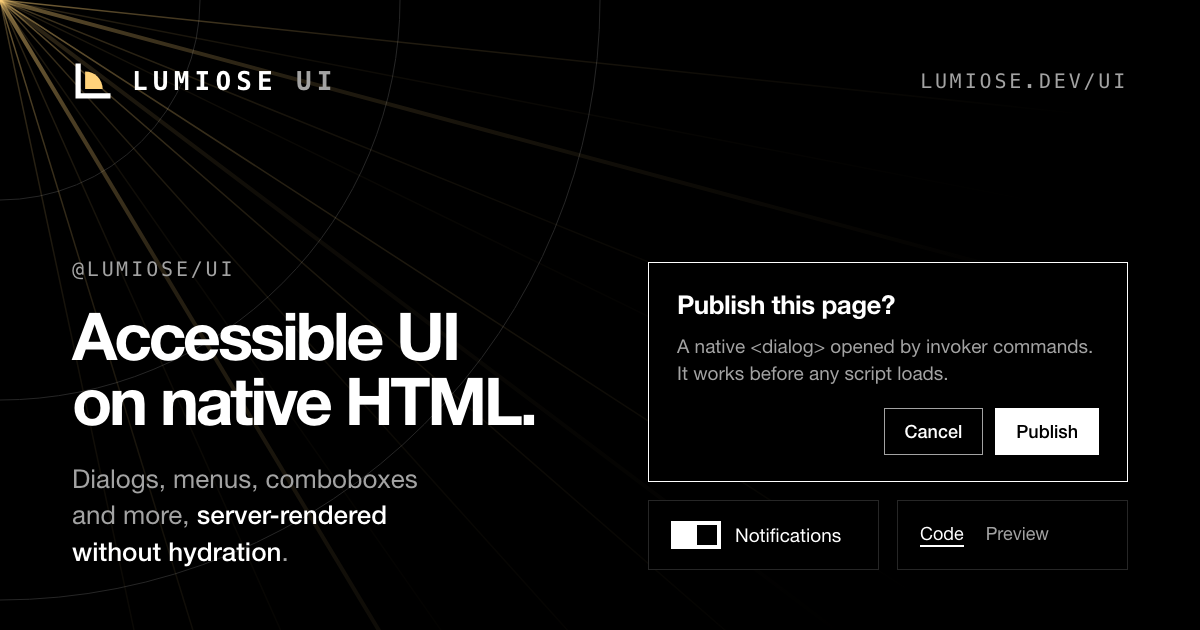 LUMIOSE UI
LUMIOSE.DEV/UI
@LUMIOSE/UI
Accessible UI
on native HTML.
Dialogs, menus, comboboxes
and more, server-rendered
without hydration.
Publish this page?
A native <dialog> opened by invoker commands.
It works before any script loads.
Cancel
Publish
Notifications
Code
Preview